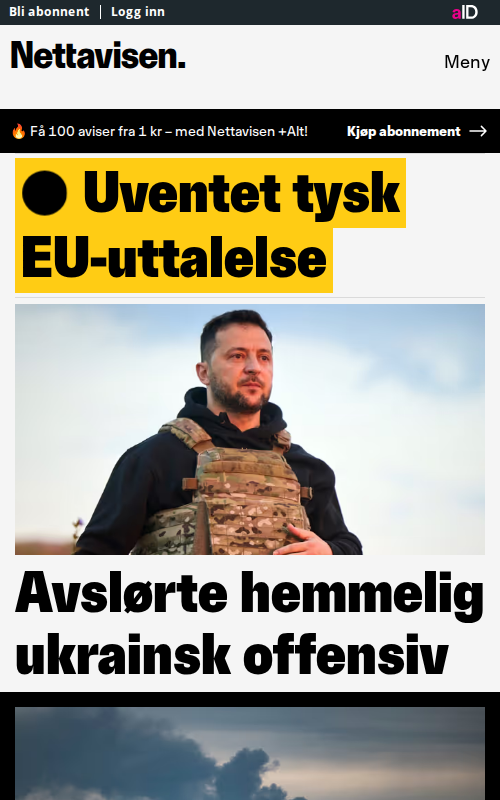 Bli abonnent | Logg inn
aID
Nettavisen.
Meny
🔥 Få 100 aviser fra 1 kr – med Nettavisen +Alt!
Kjøp abonnement →
Uventet tysk
EU-uttalelse
Avslørte hemmelig
ukrainsk offensiv